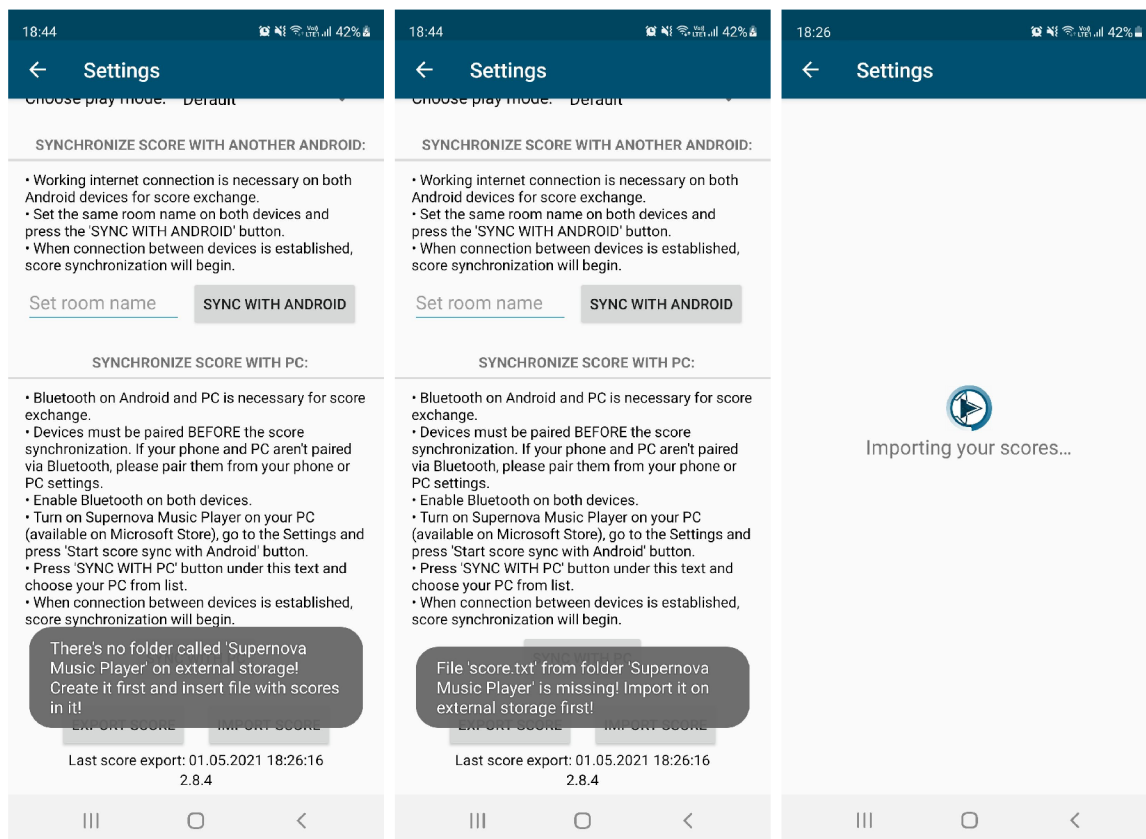 18:44
42%
Settings
Choose play mode: Default
SYNCHRONIZE SCORE WITH ANOTHER ANDROID:
• Working internet connection is necessary on both
Android devices for score exchange.
• Set the same room name on both devices and
press the 'SYNC WITH ANDROID' button.
• When connection between devices is established,
score synchronization will begin.
Set room name
SYNC WITH ANDROID
SYNCHRONIZE SCORE WITH PC:
• Bluetooth on Android and PC is necessary for score
exchange.
• Devices must be paired BEFORE the score
synchronization. If your phone and PC aren't paired
via Bluetooth, please pair them from your phone or
PC settings.
• Enable Bluetooth on both devices.
• Turn on Supernova Music Player on your PC
(available on Microsoft Store), go to the Settings and
press 'Start score sync with Android' button.
• Press 'SYNC WITH PC' button under this text and
choose your PC from list.
• When connection between devices is established,
score synchronization will begin.
There's no folder called 'Supernova
Music Player' on external storage!
Create it first and insert file with scores
in it!
EXPORT SCORE
IMPORT SCORE
Last score export: 01.05.2021 18:26:16
2.8.4
18:44
42%
Settings
Choose play mode: Default
SYNCHRONIZE SCORE WITH ANOTHER ANDROID:
• Working internet connection is necessary on both
Android devices for score exchange.
• Set the same room name on both devices and
press the 'SYNC WITH ANDROID' button.
• When connection between devices is established,
score synchronization will begin.
Set room name
SYNC WITH ANDROID
SYNCHRONIZE SCORE WITH PC:
• Bluetooth on Android and PC is necessary for score
exchange.
• Devices must be paired BEFORE the score
synchronization. If your phone and PC aren't paired
via Bluetooth, please pair them from your phone or
PC settings.
• Enable Bluetooth on both devices.
• Turn on Supernova Music Player on your PC
(available on Microsoft Store), go to the Settings and
press 'Start score sync with Android' button.
• Press 'SYNC WITH PC' button under this text and
choose your PC from list.
• When connection between devices is established,
score synchronization will begin.
SYNC WITH PC
File 'score.txt' from folder 'Supernova
Music Player' is missing! Import it on
external storage first!
EXPORT SCORE
IMPORT SCORE
Last score export: 01.05.2021 18:26:16
2.8.4
18:26
42%
Settings
Importing your scores...